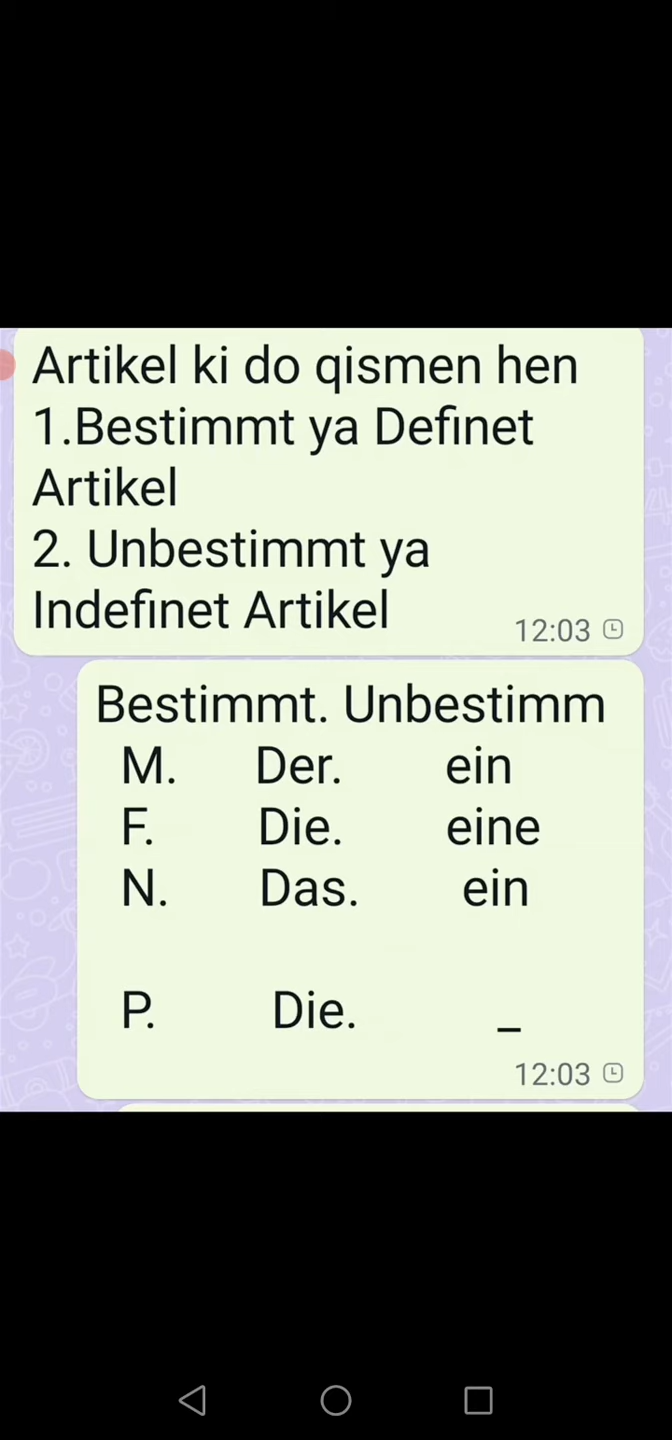 Artikel ki do qismen hen
1.Bestimmt ya Definet
Artikel
2. Unbestimmt ya
Indefinet Artikel
12:03
Bestimmt. Unbestimm
M. Der. ein
F. Die. eine
N. Das. ein
P. Die. _
12:03